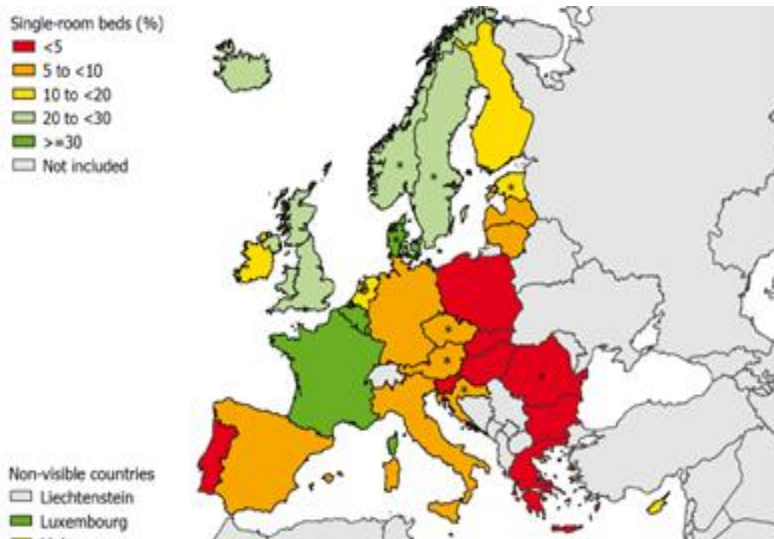 Single-room beds (%)
<5
5 to <10
10 to <20
20 to <30
>=30
Not included
Non-visible countries
Liechtenstein
Luxembourg